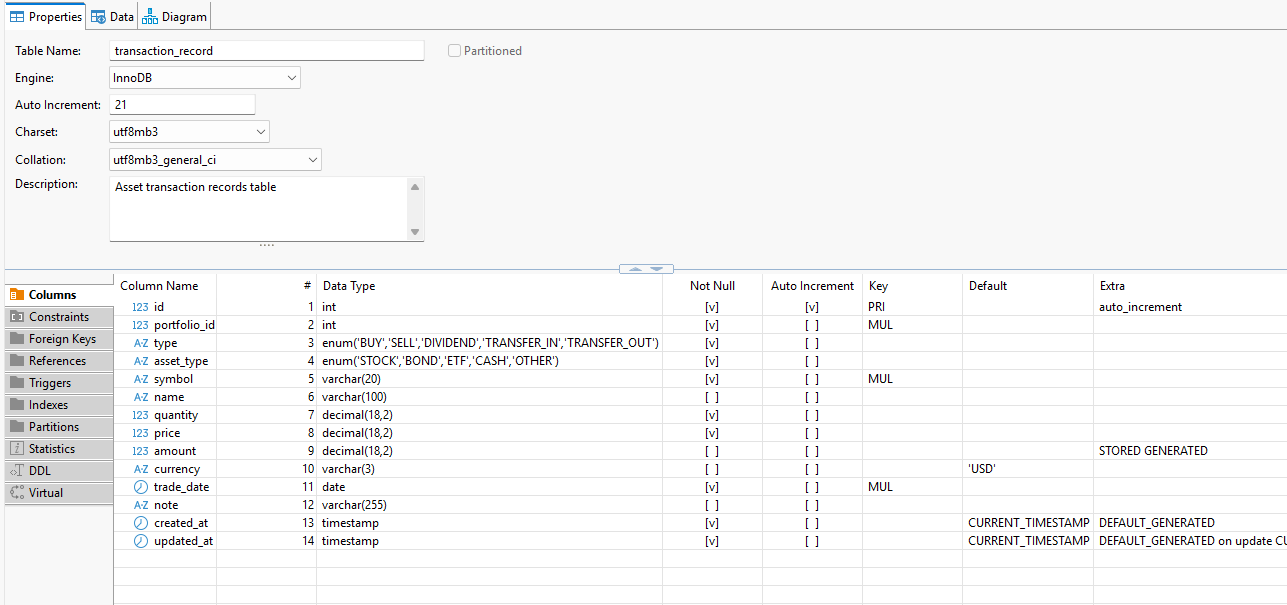 Properties Data Diagram
Table Name: transaction_record Partitioned
Engine: InnoDB
Auto Increment: 21
Charset: utf8mb3
Collation: utf8mb3_general_ci
Description: Asset transaction records table
Columns
Constraints
Foreign Keys
References
Triggers
Indexes
Partitions
Statistics
DDL
Virtual
Column Name # Data Type Not Null Auto Increment Key Default Extra
123 id 1 int [v] [v] PRI auto_increment
123 portfolio_id 2 int [v] [ ] MUL
A-Z type 3 enum('BUY','SELL','DIVIDEND','TRANSFER_IN','TRANSFER_OUT') [v] [ ]
A-Z asset_type 4 enum('STOCK','BOND','ETF','CASH','OTHER') [v] [ ]
A-Z symbol 5 varchar(20) [v] [ ] MUL
A-Z name 6 varchar(100) [ ] [ ]
123 quantity 7 decimal(18,2) [v] [ ]
123 price 8 decimal(18,2) [v] [ ]
123 amount 9 decimal(18,2) [ ] [ ] STORED GENERATED
A-Z currency 10 varchar(3) [ ] [ ] 'USD'
trade_date 11 date [v] [ ] MUL
A-Z note 12 varchar(255) [ ] [ ]
created_at 13 timestamp [v] [ ] CURRENT_TIMESTAMP DEFAULT_GENERATED
updated_at 14 timestamp [v] [ ] CURRENT_TIMESTAMP DEFAULT_GENERATED on update CU